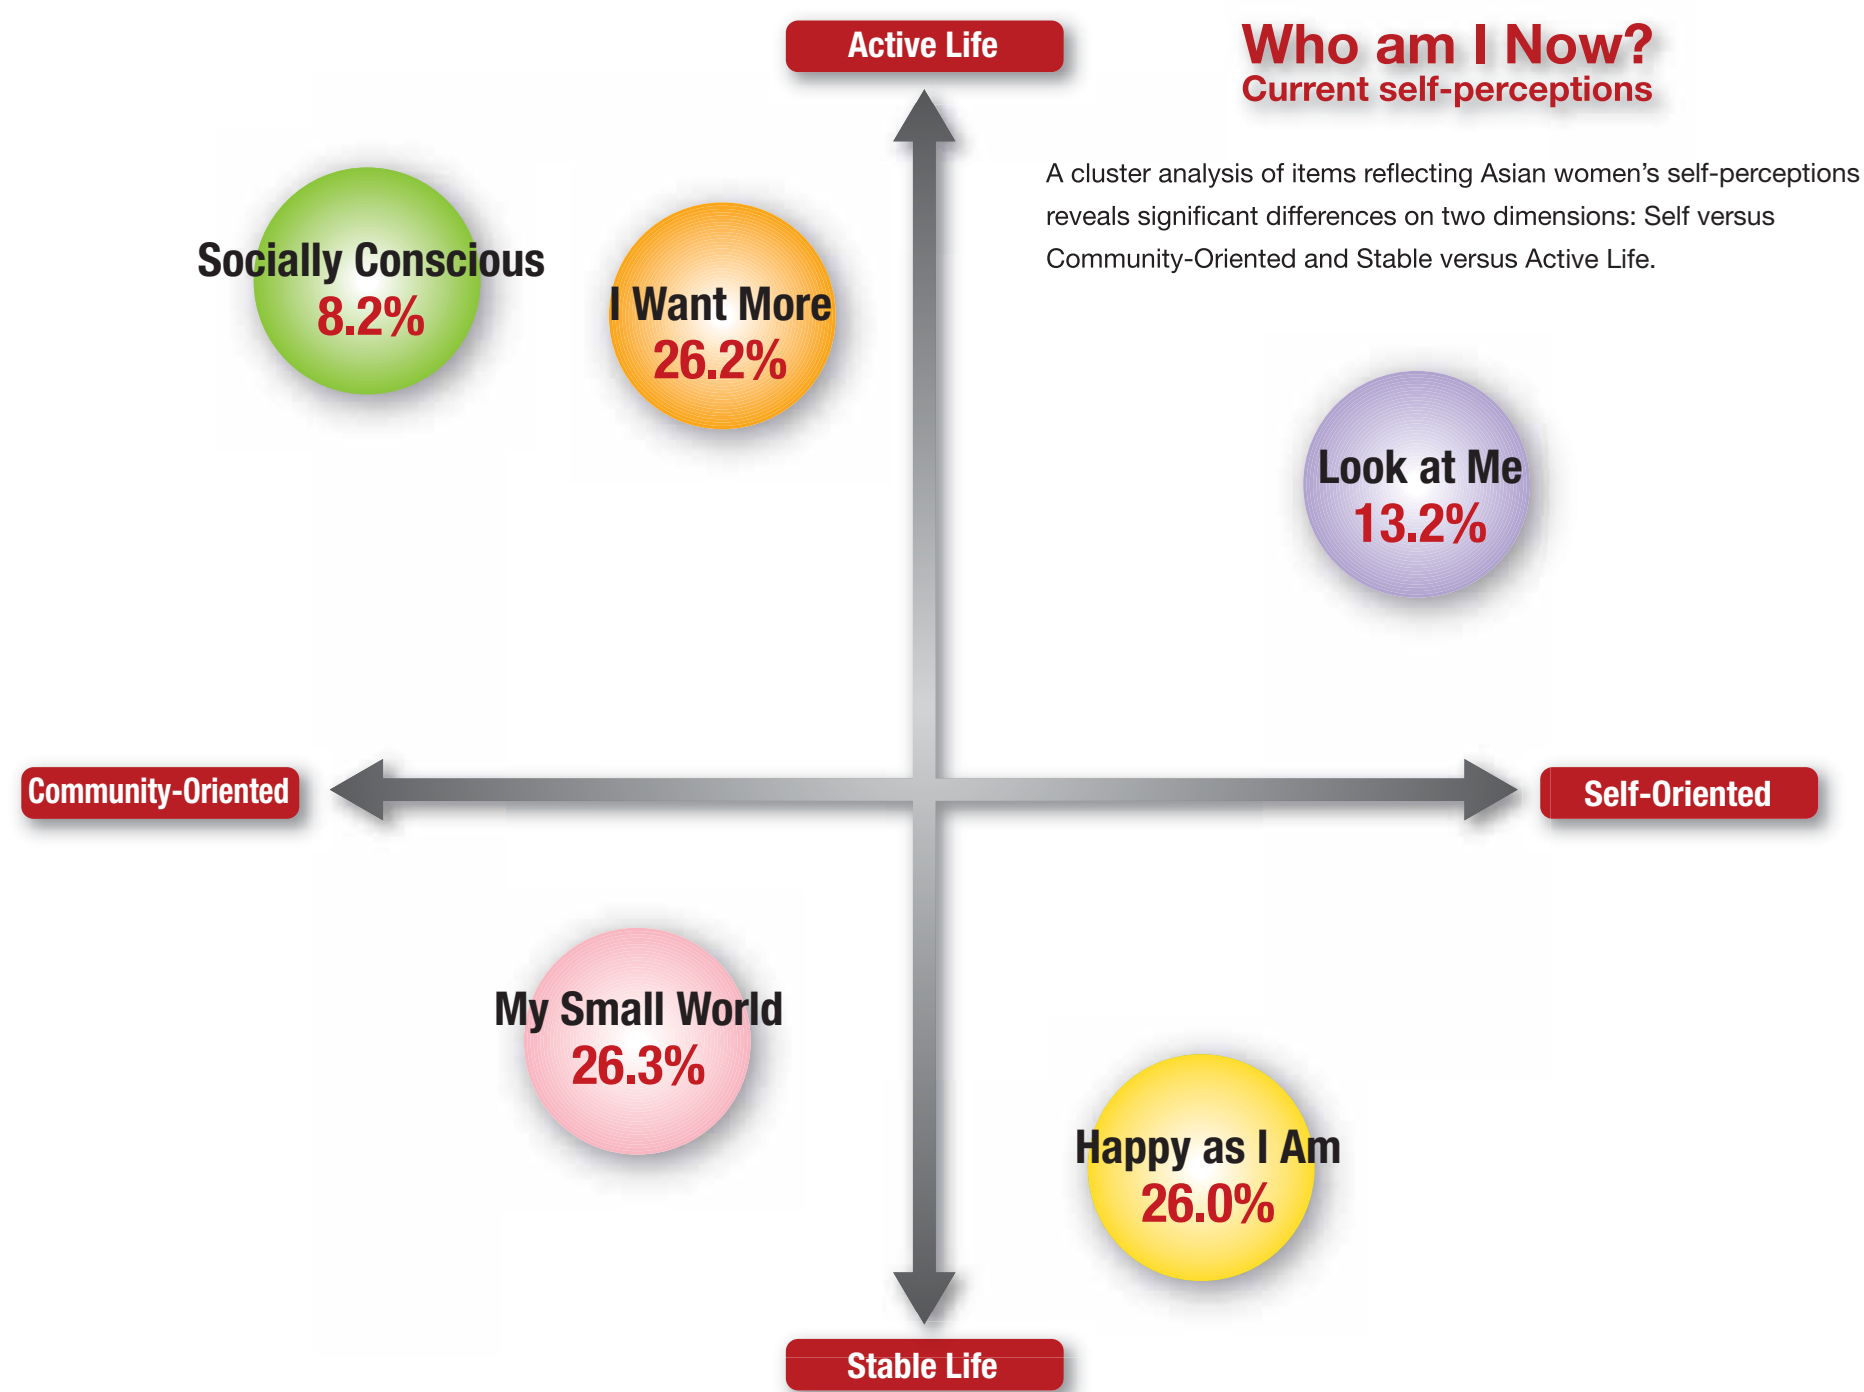 Active Life
Who am I Now?
Current self-perceptions
A cluster analysis of items reflecting Asian women’s self-perceptions
reveals significant differences on two dimensions: Self versus
Community-Oriented and Stable versus Active Life.
Socially Conscious
8.2%
I Want More
26.2%
Look at Me
13.2%
Community-Oriented
Self-Oriented
My Small World
26.3%
Happy as I Am
26.0%
Stable Life